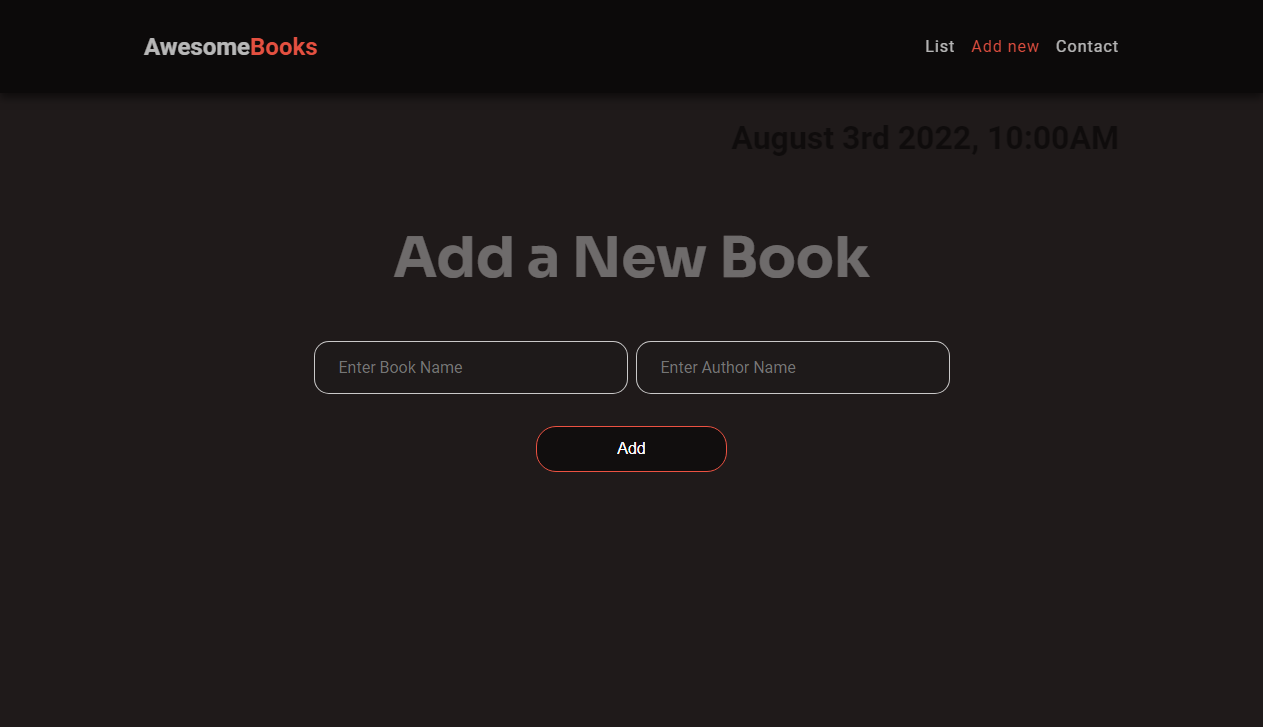 AwesomeBooks
List Add new Contact
August 3rd 2022, 10:00AM
Add a New Book
Enter Book Name Enter Author Name
Add